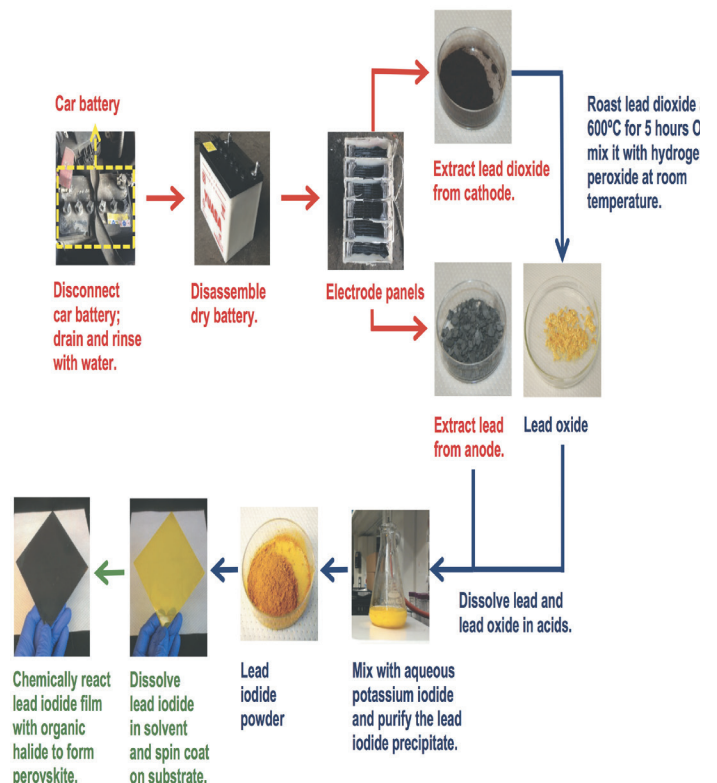 Car battery
Disconnect
car battery;
drain and rinse
with water.
Disassemble
dry battery.
Electrode panels
Extract lead dioxide
from cathode.
Roast lead dioxide
600ºC for 5 hours O
mix it with hydroge
peroxide at room
temperature.
Extract lead
from anode.
Lead oxide
Dissolve lead and
lead oxide in acids.
Mix with aqueous
potassium iodide
and purify the lead
iodide precipitate.
Lead
iodide
powder
Dissolve
lead iodide
in solvent
and spin coat
on substrate.
Chemically react
lead iodide film
with organic
halide to form
perovskite.